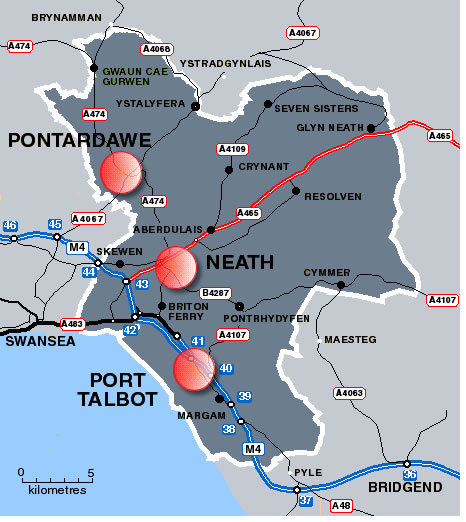 BRYNAMMAN
A474
A4068
A4067
GWAUN CAE
GURWEN
YSTRADGYNLAIS
YSTALYFERA
SEVEN SISTERS
A474
GLYN NEATH
PONTARDAWE
A4109
A465
CRYNANT
A474
RESOLVEN
A4067
A465
46
45
ABERDULAIS
M4
SKEWEN
44
NEATH
CYMMER
43
B4287
A4107
BRITON
FERRY
PONTRHYDYFEN
A483
42
SWANSEA
41
A4107
MAESTEG
PORT
TALBOT
40
39
A4063
MARGAM
38
M4
PYLE
36
0
5
kilometres
BRIDGEND
37
A48